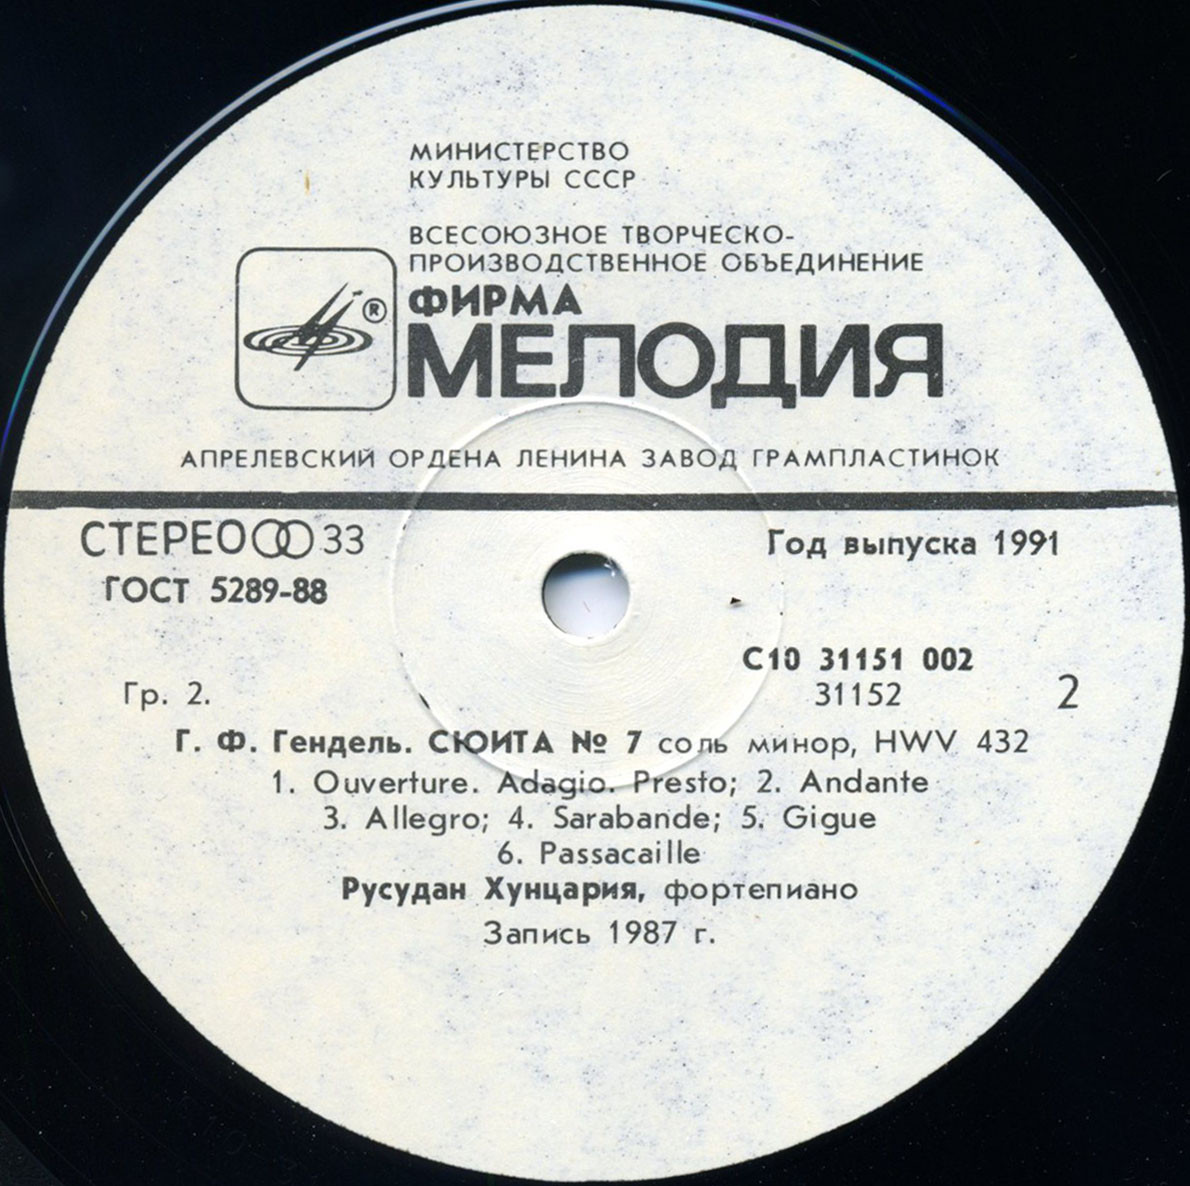 МИНИСТЕРСТВО
КУЛЬТУРЫ СССР
ВСЕСОЮЗНОЕ ТВОРЧЕСКО-
ПРОИЗВОДСТВЕННОЕ ОБЪЕДИНЕНИЕ
®
ФИРМА
МЕЛОДИЯ
АПРЕЛЕВСКИЙ ОРДЕНА ЛЕНИНА ЗАВОД ГРАМПЛАСТИНОК
СТЕРЕО 33
Год выпуска 1991
ГОСТ 5289-88
С10 31151 002
Гр. 2.
31152
2
Г. Ф. Гендель. СЮИТА № 7 соль минор, HWV 432
1. Ouverture. Adagio. Presto; 2. Andante
3. Allegro; 4. Sarabande; 5. Gigue
6. Passacaille
Русудан Хунцария, фортепиано
Запись 1987 г.